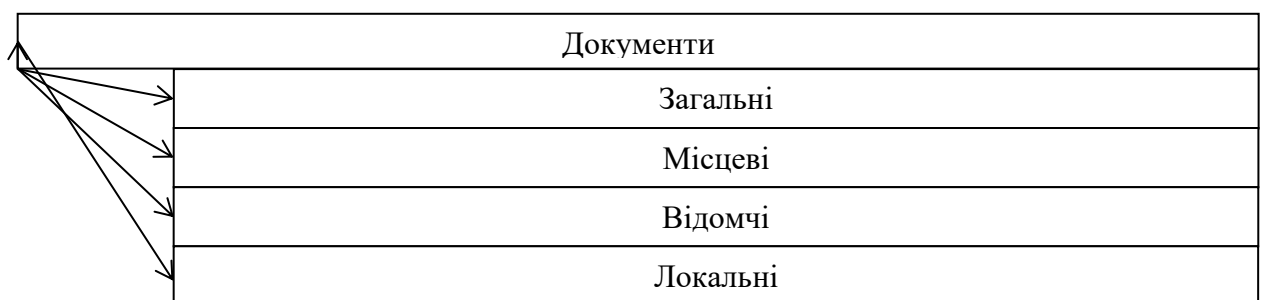 Документи
Загальні
Місцеві
Відомчі
Локальні